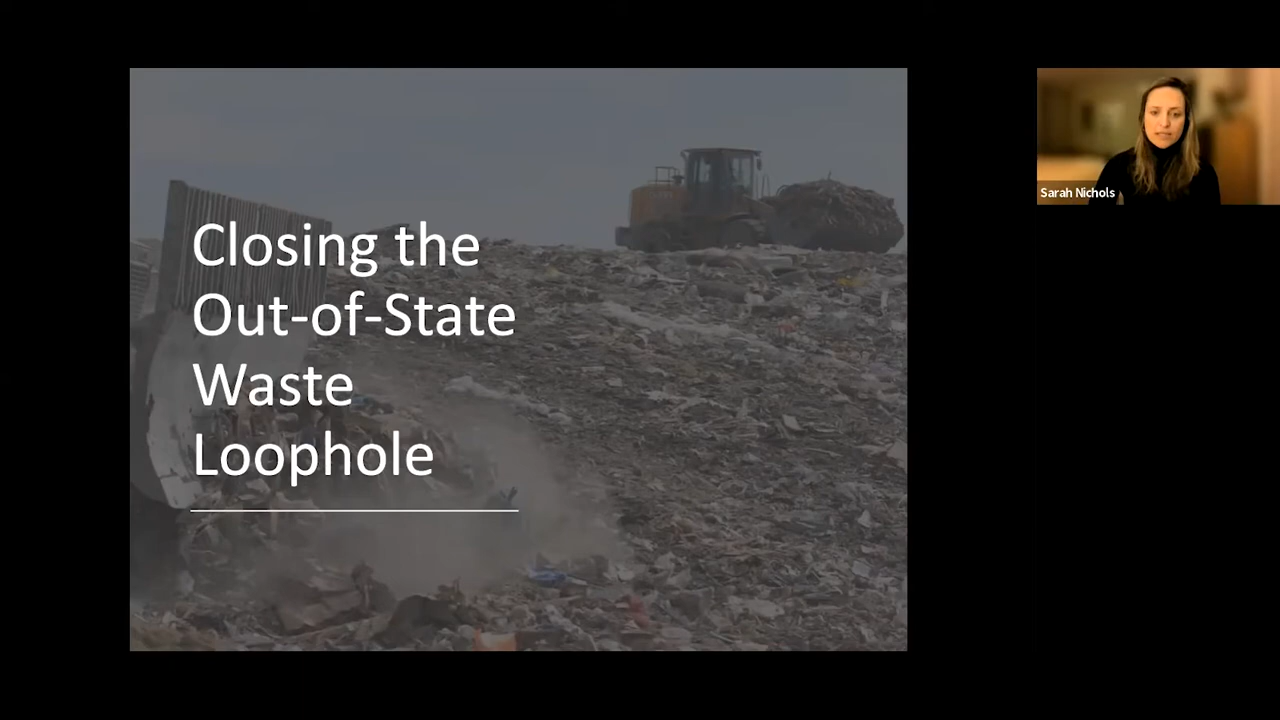 Closing the
Out-of-State
Waste
Loophole
Sarah Nichols